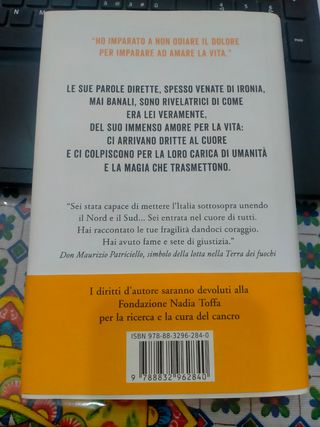 "HO IMPARATO A NON ODIARE IL DOLORE
PER IMPARARE AD AMARE LA VITA."
LE SUE PAROLE DIRETTE, SPESSO VENATE DI IRONIA,
MAI BANALI, SONO RIVELATRICI DI COME
ERA LEI VERAMENTE,
DEL SUO IMMENSO AMORE PER LA VITA:
CI ARRIVANO DRITTE AL CUORE
E CI COLPISCONO PER LA LORO CARICA DI UMANITÀ
E LA MAGIA CHE TRASMETTONO.
"Sei stata capace di mettere l'Italia sottosopra unendo
il Nord e il Sud... Sei entrata nel cuore di tutti.
Hai raccontato le tue fragilità dandoci coraggio.
Hai avuto fame e sete di giustizia."
Don Maurizio Patriciello, simbolo della lotta nella Terra dei fuochi
I diritti d'autore saranno devoluti alla
Fondazione Nadia Toffa
per la ricerca e la cura del cancro
ISBN 978-88-3296-284-0
9 788832 962840